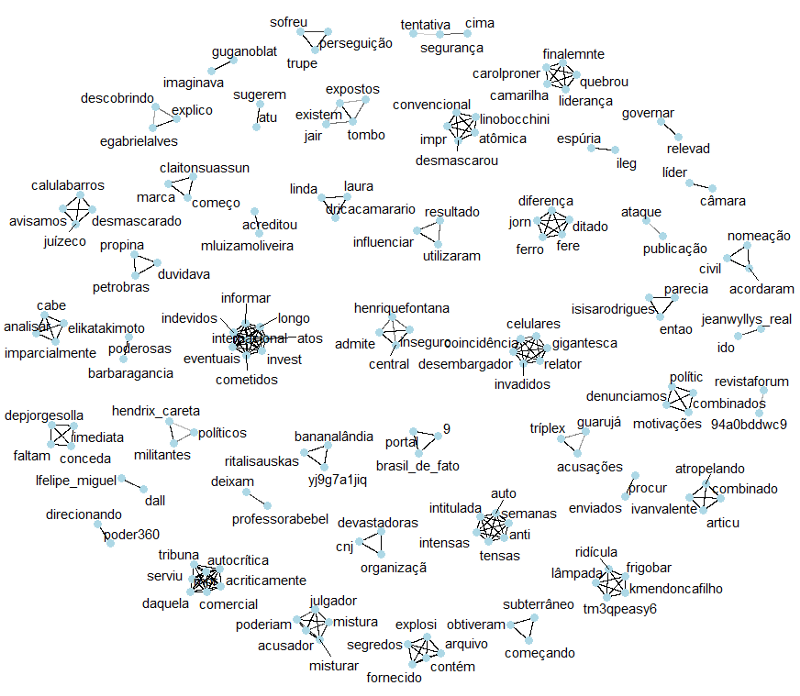 sofreu
perseguição
trupe
tentativa
cima
segurança
guganoblat
imaginava
finalemnte
carolproner
quebrou
camarilha
liderança
descobrindo
explico
egabrielalves
sugerem
atu
expostos
existem
jair
tombo
convencional
linobocchini
impr
atômica
desmascarou
governar
relevad
espúria
ileg
líder
câmara
claitonsuassun
marca
começo
calulabarros
avisamos
desmascarado
juízeco
linda
laura
dricacamarario
acreditou
mluizamoliveira
resultado
influenciar
utilizaram
diferença
jorn
ditado
ferro
fere
ataque
publicação
nomeação
civil
acordaram
propina
duvidava
petrobras
parecia
isisarodrigues
entao
jeanwyllys_real
ido
cabe
analisar
imparcialmente
elikatakimoto
poderosas
barbaragancia
informar
indevidos
longo
atos
eventuais
invest
cometidos
henriquefontana
admite
inseguro
central
celulares
coincidência
gigantesca
desembargador
relator
invadidos
polític
denunciamos
combinados
motivações
revistaforum
94a0bddwc9
depjorgesolla
imediata
faltam
conceda
hendrix_careta
políticos
militantes
bananalândia
ritalisauskas
yj9g7a1jiq
9
portal
brasil_de_fato
tríplex
guarujá
acusações
lfelipe_miguel
dall
deixam
professorabebel
procur
enviados
atropelando
combinado
ivanvalente
articu
direcionando
poder360
devastadoras
cnj
organizaçã
auto
intitulada
semanas
anti
intensas
tensas
tribuna
autocrítica
serviu
acriticamente
daquela
comercial
ridícula
lâmpada
frigobar
kmendoncafilho
tm3qpeasy6
julgador
poderiam
mistura
acusador
misturar
explosi
segredos
arquivo
contém
fornecido
subterrâneo
obtiveram
começando